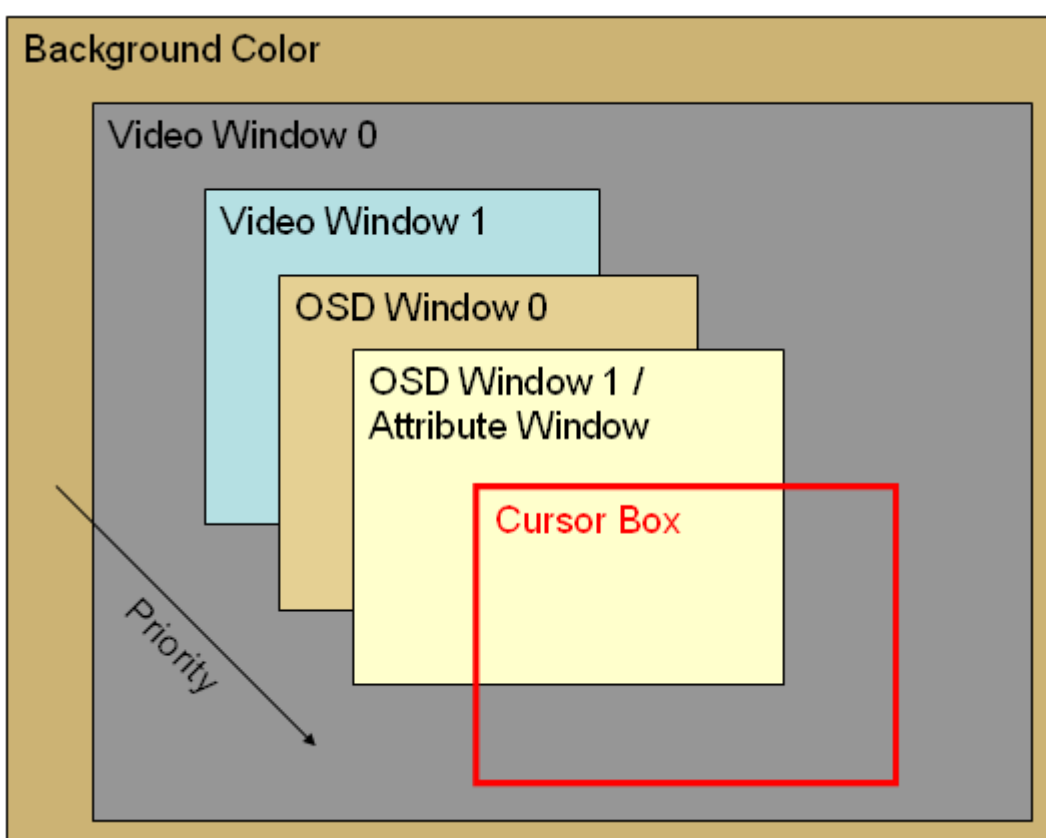 Background Color
Video Window 0
Video Window 1
OSD Window 0
OSD Window 1 /
Attribute Window
Cursor Box
Priority